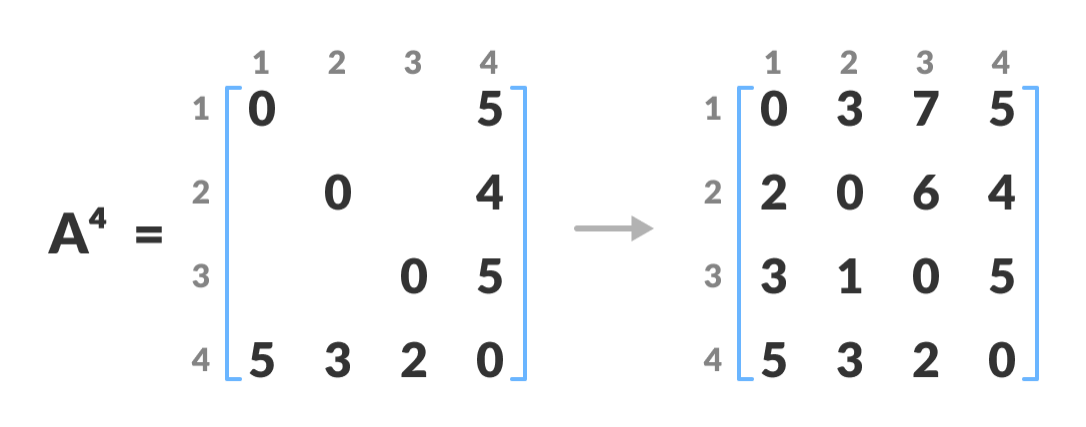 1 2 3 4 1 2 3 4
1 0 5 1 0 3 7 5
2 0 4 2 2 0 6 4
A⁴ =
3 0 5 3 3 1 0 5
4 5 3 2 0 4 5 3 2 0